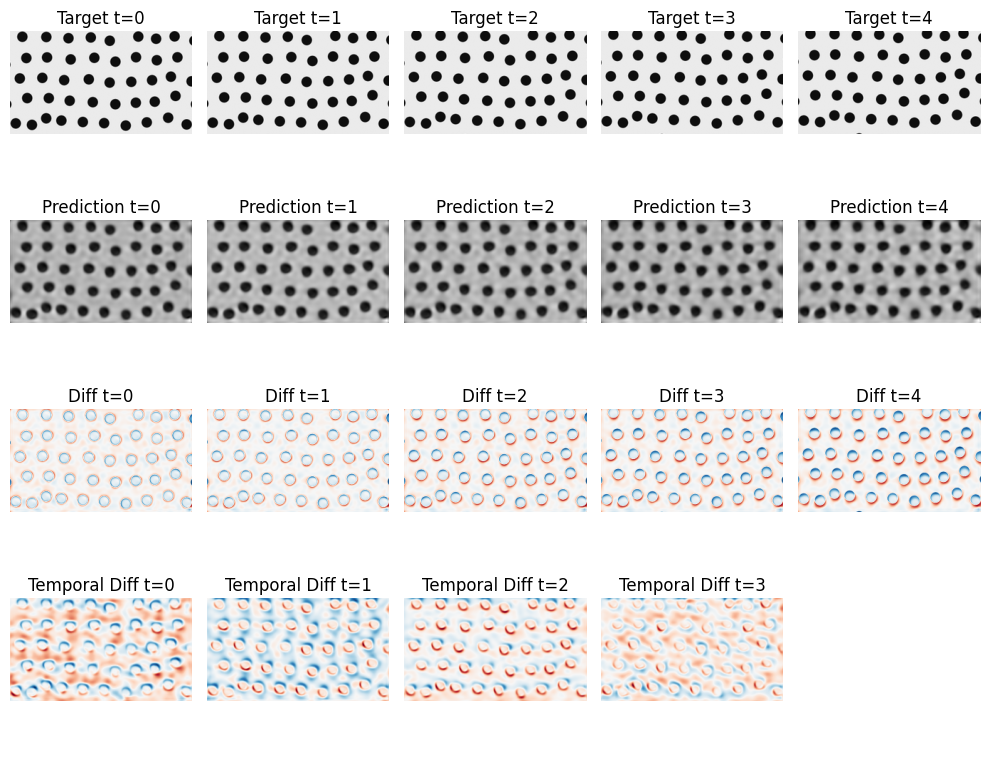 Target t=0
Target t=1
Target t=2
Target t=3
Target t=4
Prediction t=0
Prediction t=1
Prediction t=2
Prediction t=3
Prediction t=4
Diff t=0
Diff t=1
Diff t=2
Diff t=3
Diff t=4
Temporal Diff t=0
Temporal Diff t=1
Temporal Diff t=2
Temporal Diff t=3